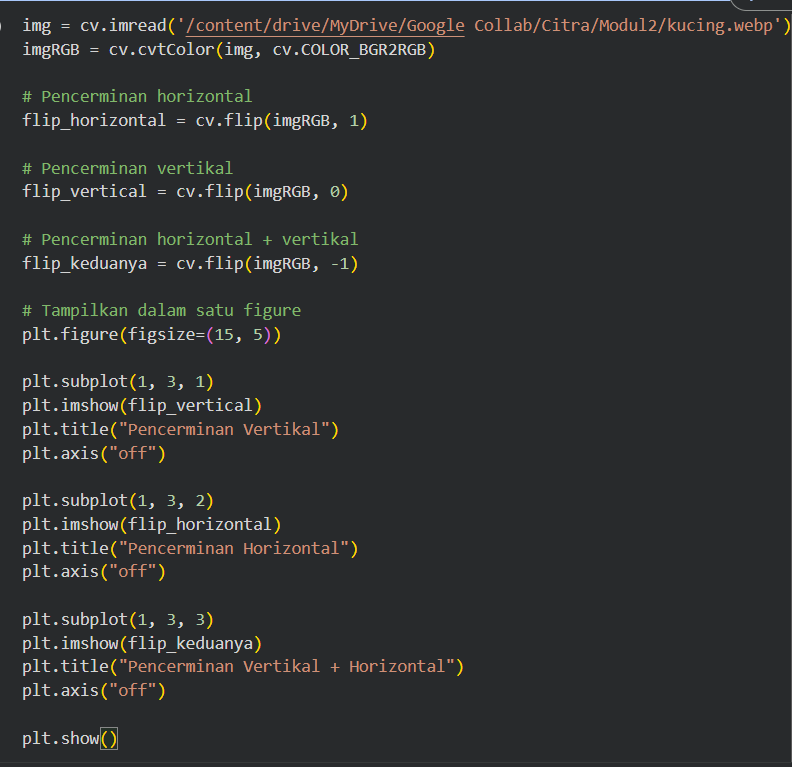 img = cv.imread('/content/drive/MyDrive/Google Collab/Citra/Modul2/kucing.webp')
imgRGB = cv.cvtColor(img, cv.COLOR_BGR2RGB)
# Pencerminan horizontal
flip_horizontal = cv.flip(imgRGB, 1)
# Pencerminan vertikal
flip_vertical = cv.flip(imgRGB, 0)
# Pencerminan horizontal + vertikal
flip_keduanya = cv.flip(imgRGB, -1)
# Tampilkan dalam satu figure
plt.figure(figsize=(15, 5))
plt.subplot(1, 3, 1)
plt.imshow(flip_vertical)
plt.title("Pencerminan Vertikal")
plt.axis("off")
plt.subplot(1, 3, 2)
plt.imshow(flip_horizontal)
plt.title("Pencerminan Horizontal")
plt.axis("off")
plt.subplot(1, 3, 3)
plt.imshow(flip_keduanya)
plt.title("Pencerminan Vertikal + Horizontal")
plt.axis("off")
plt.show()